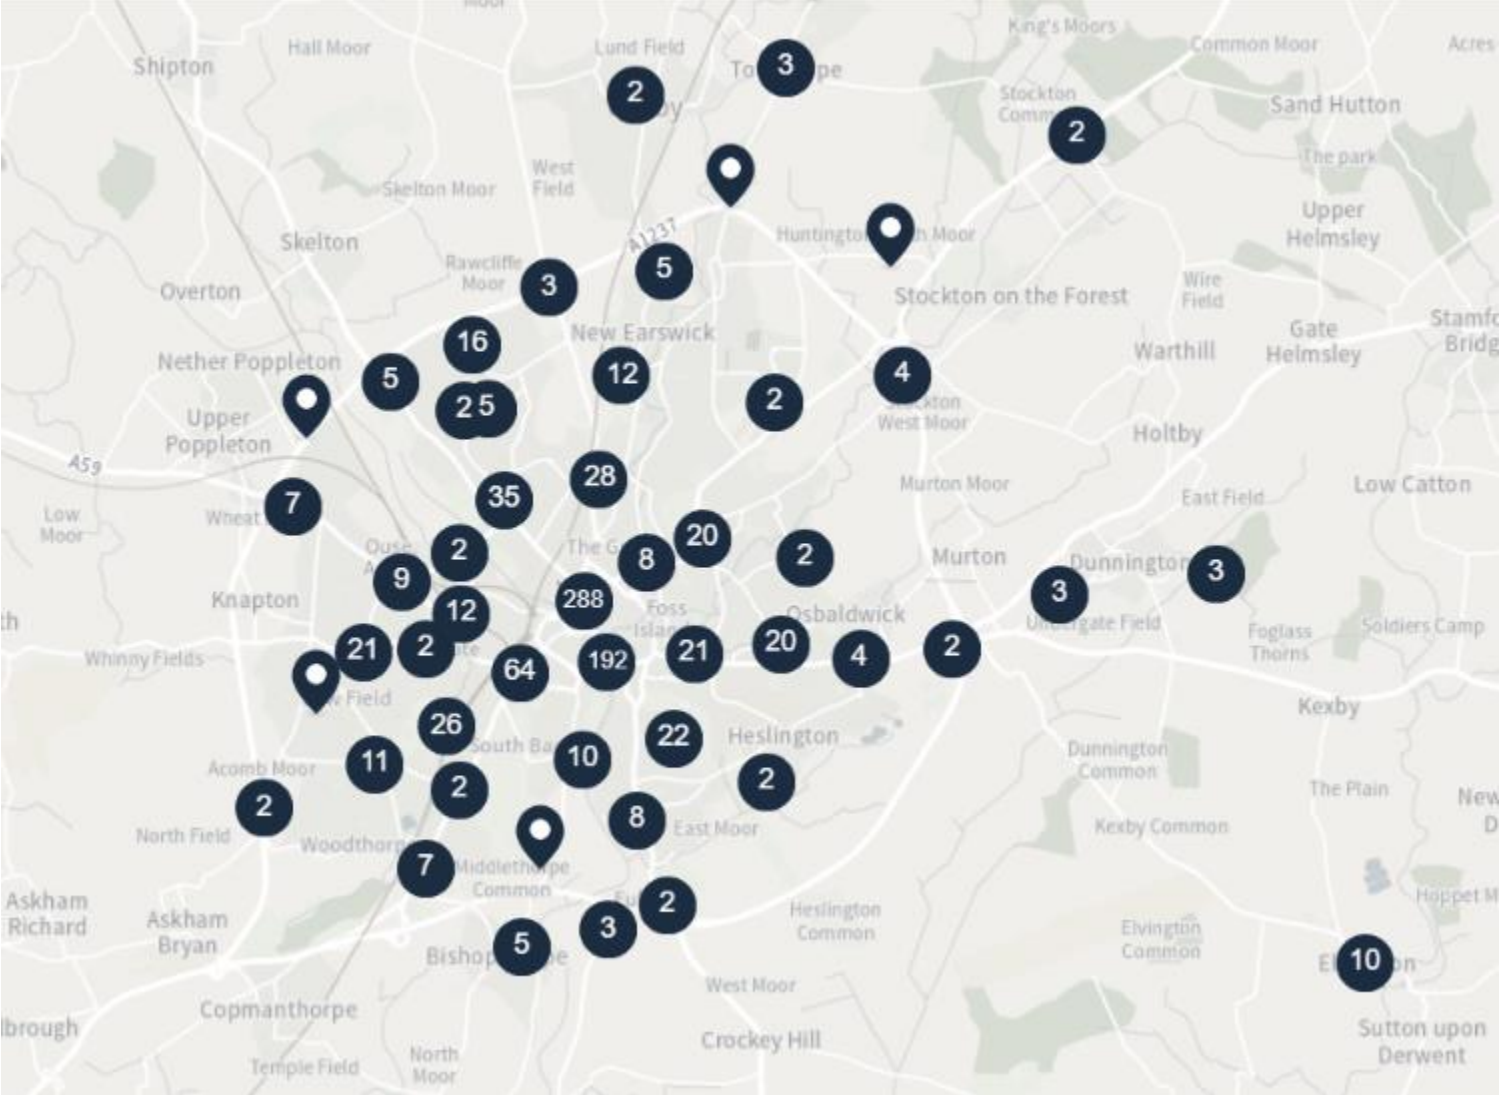 Moor
King's Moors
Hall Moor
Lund Field
Common Moor
Acres
Shipton
3
2
Stockton
Sand Hutton
2
West
Field
The park
Skelton Moor
Upper
Helmsley
A1237
Skelton
Rawcliffe
Moor
5
3
Overton
Wire
Field
Stockton on the Forest
16
New Earswick
Gate
Helmsley
Nether Poppleton
Warthill
5
12
4
2 5
2
West Moor
Upper
Poppleton
Holtby
A59
28
35
Murton Moor
Low Catton
7
East Field
Low
Moor
2
20
8
2
Murton
Dunnington
3
9
3
Knapton
12
288
Foss
Osbaldwick
Foglass
Thorns
Soldiers Camp
21
2
64
192
21
20
4
2
Whinny Fields
Kexby
26
22
Heslington
11
10
Dunnington
Common
Acomb Moor
2
2
2
The Plain
8
East Moor
North Field
Kexby Common
7
Common
2
Askham
Richard
Askham
Bryan
5
3
Heslington
Common
Elvington
Common
10
West Moor
Copmanthorpe
Crockey Hill
Sutton upon
Derwent
North
Moor
Temple Field